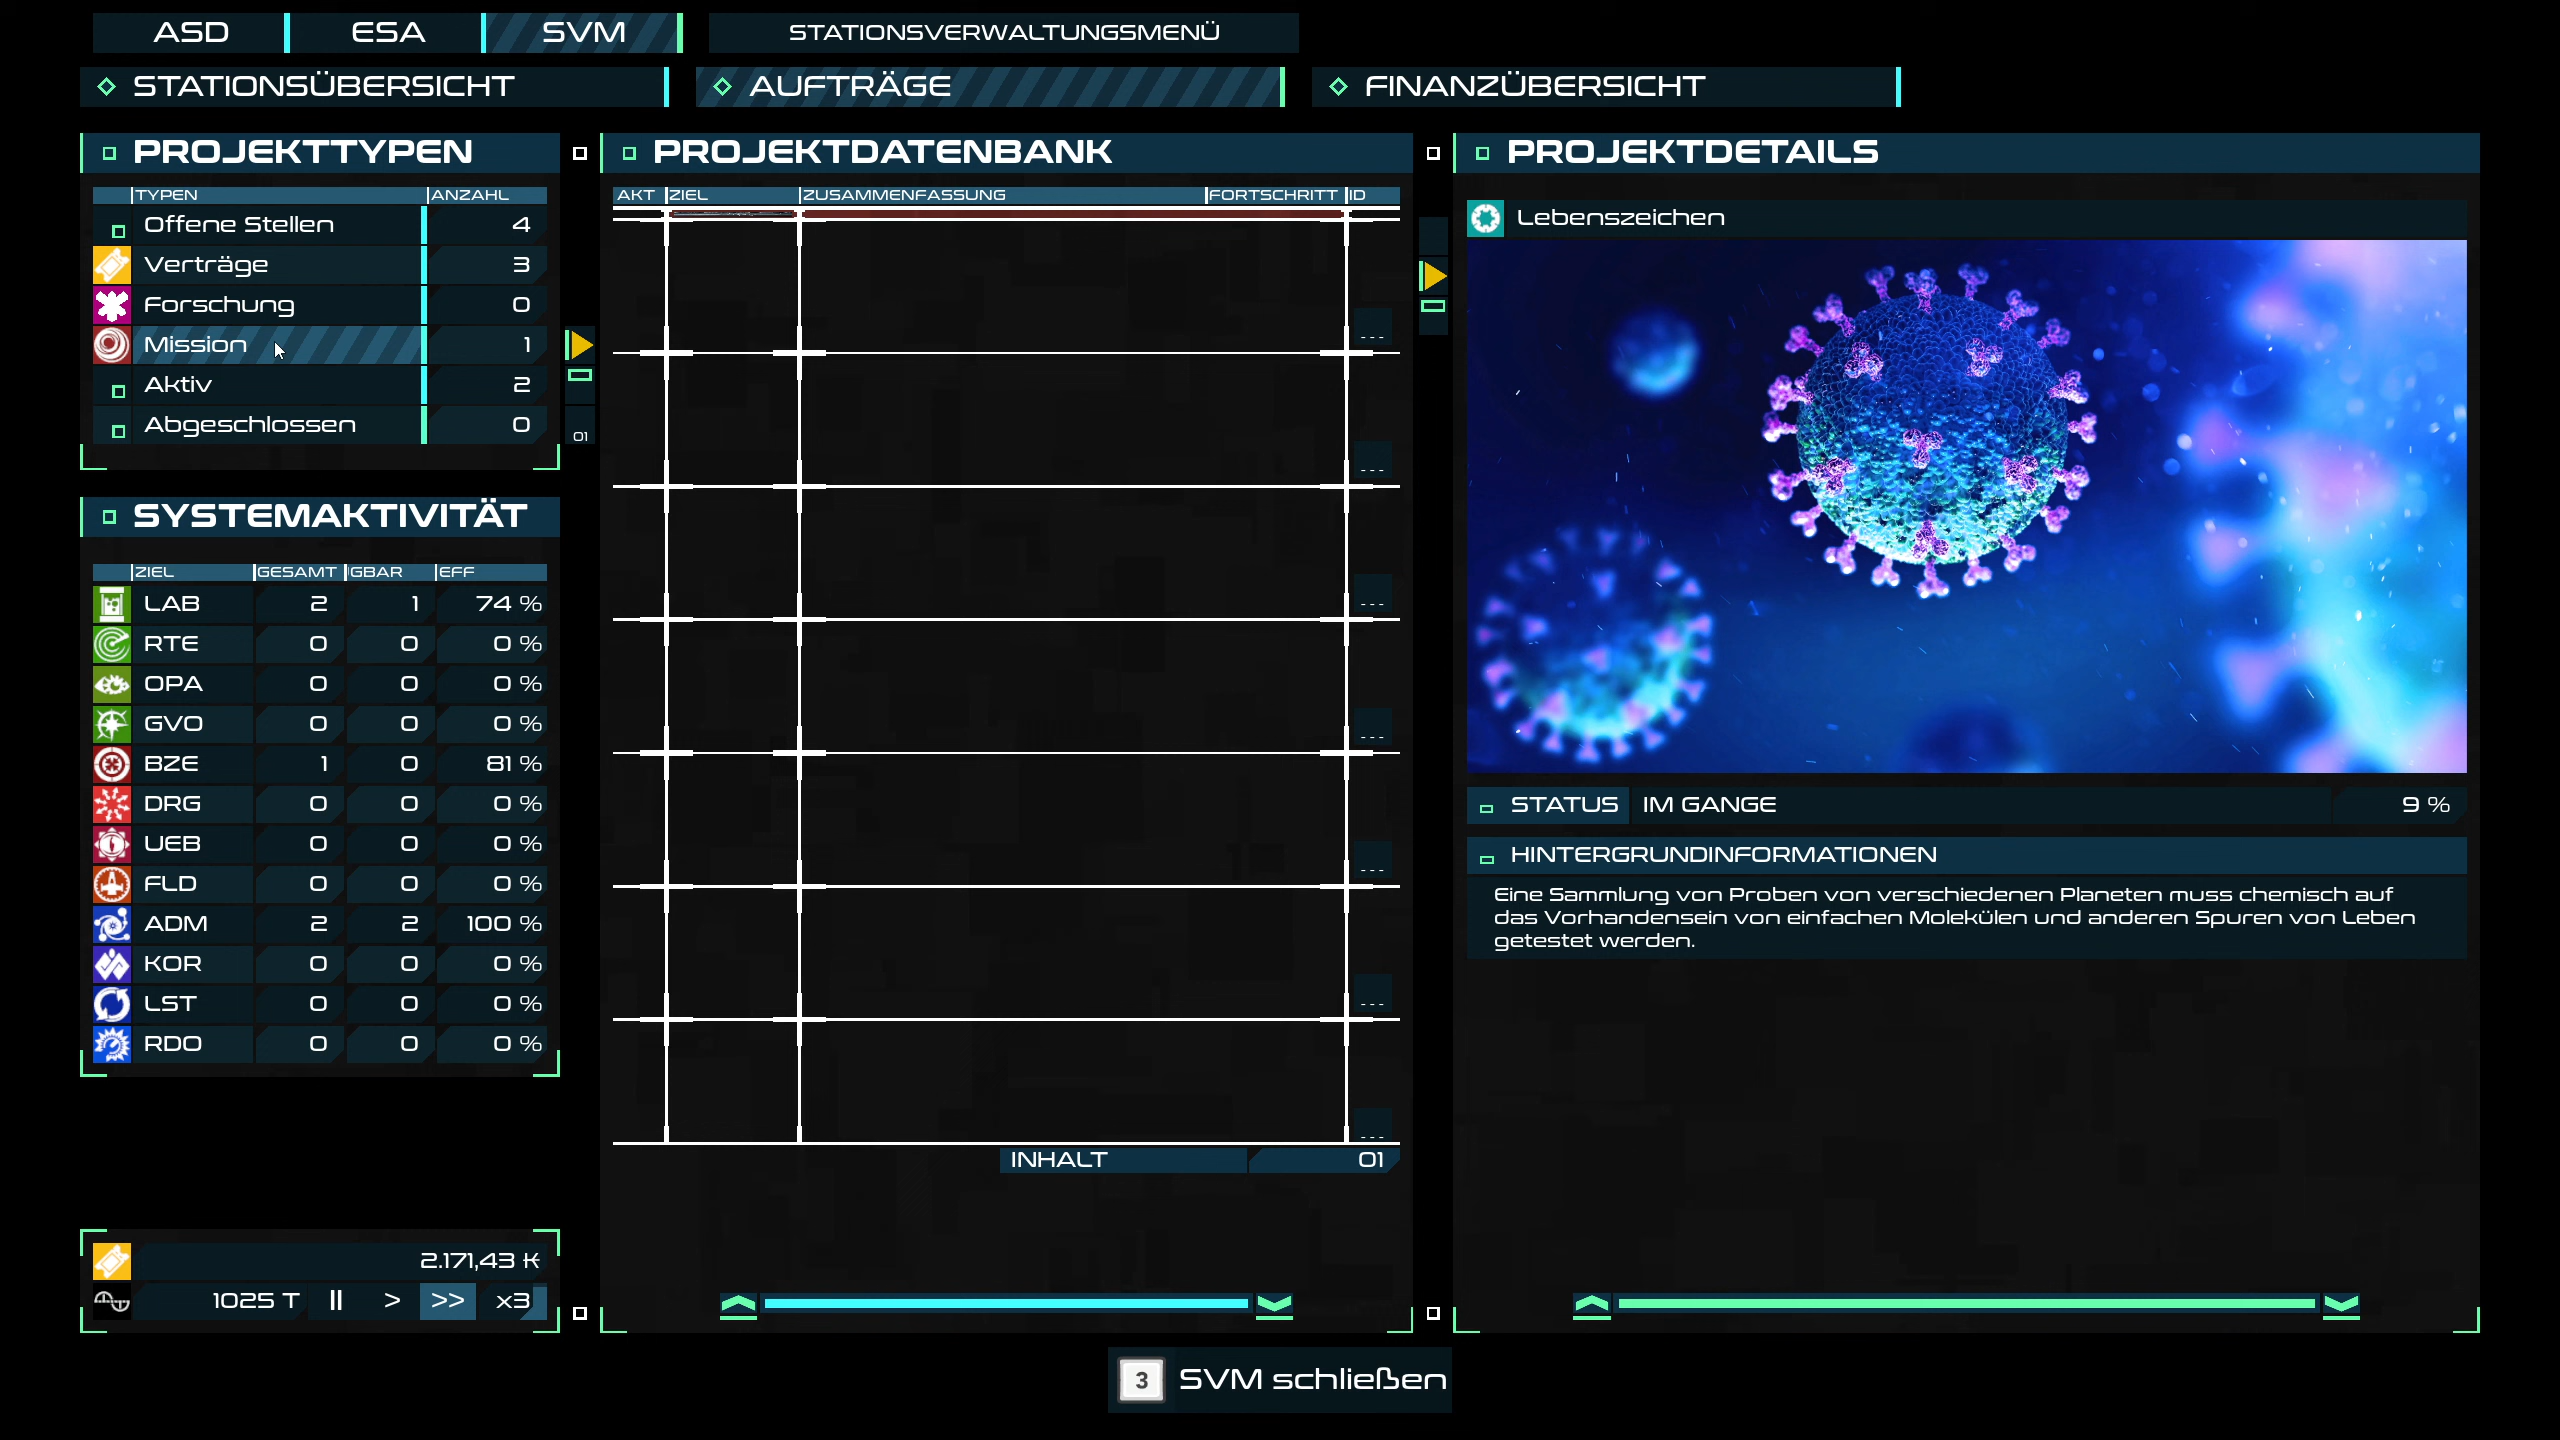 ASD
ESA
SVM
STATIONSVERWALTUNGSMENÜ
STATIONSÜBERSICHT
AUFTRÄGE
FINANZÜBERSICHT
PROJEKTTYPEN
TYPEN ANZAHL
Offene Stellen 4
Verträge 3
Forschung 0
Mission 1
Aktiv 2
Abgeschlossen 0
01
SYSTEMAKTIVITÄT
ZIEL GESAMT IGBAR EFF
LAB 2 1 74 %
RTE 0 0 0 %
OPA 0 0 0 %
GVO 0 0 0 %
BZE 1 0 81 %
DRG 0 0 0 %
UEB 0 0 0 %
FLD 0 0 0 %
ADM 2 2 100 %
KOR 0 0 0 %
LST 0 0 0 %
RDO 0 0 0 %
2.171,43 K
1025 T || > >> x3
PROJEKTDATENBANK
AKT ZIEL ZUSAMMENFASSUNG FORTSCHRITT ID
---
---
---
---
---
---
---
INHALT 01
PROJEKTDETAILS
Lebenszeichen
STATUS IM GANGE 9 %
HINTERGRUNDINFORMATIONEN
Eine Sammlung von Proben von verschiedenen Planeten muss chemisch auf
das Vorhandensein von einfachen Molekülen und anderen Spuren von Leben
getestet werden.
3 SVM schließen